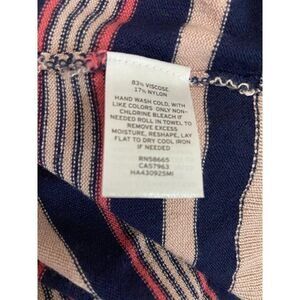 83% VISCOSE
17% NYLON
HAND WASH COLD, WITH
LIKE COLORS ONLY NON-
CHLORINE BLEACH IF
NEEDED ROLL IN TOWEL TO
REMOVE EXCESS
MOISTURE, RESHAPE, LAY
FLAT TO DRY COOL IRON
IF NEEDED
RN58665
CA57963
HA430925MI